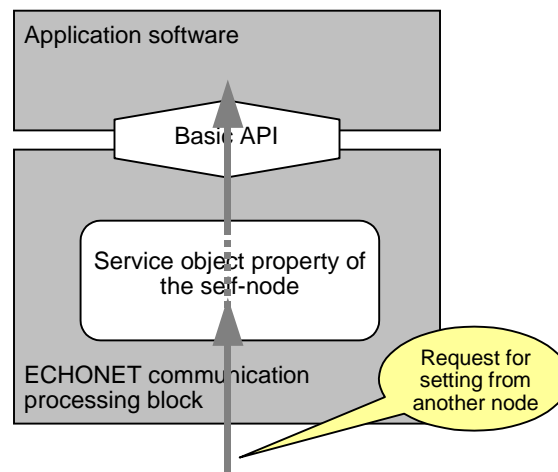 Application software
Basic API
Service object property of
the self-node
ECHONET communication
processing block
Request for
setting from
another node